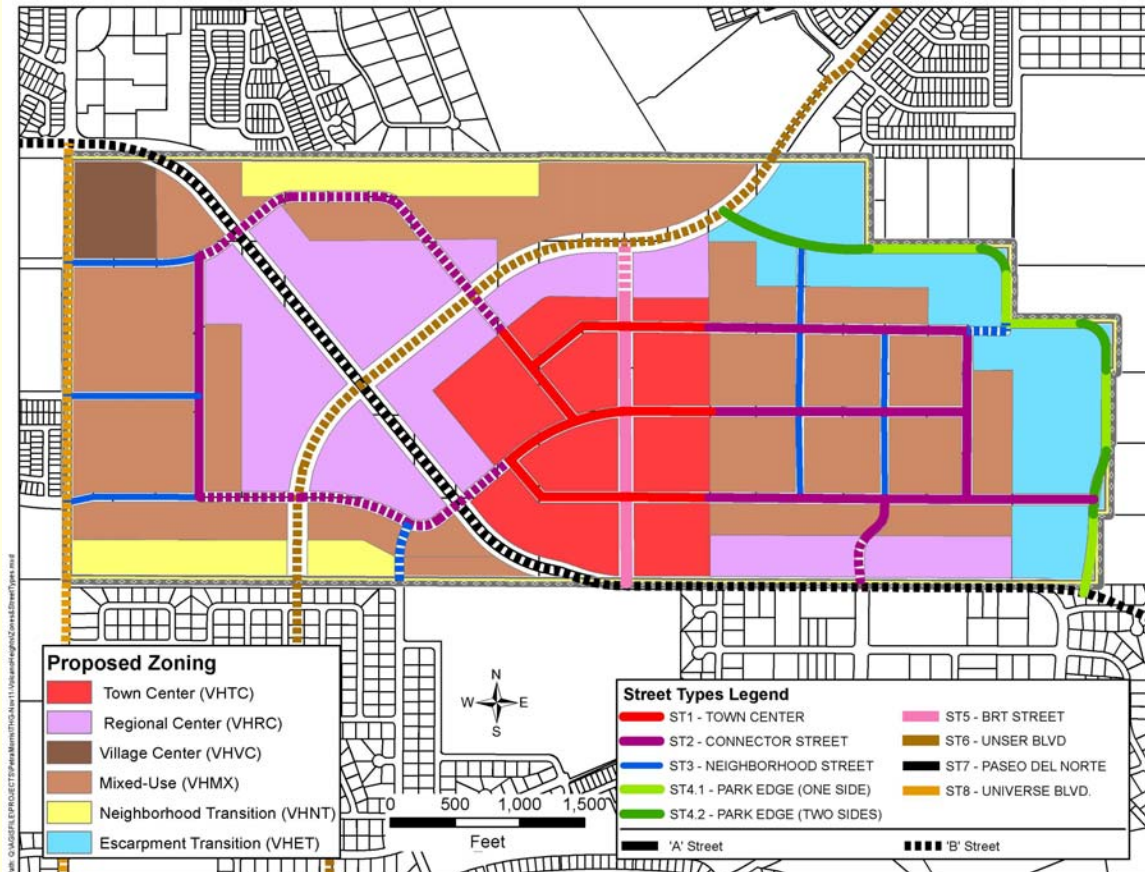 N
W E
S
Proposed Zoning
Town Center (VHTC)
Regional Center (VHRC)
Village Center (VHVC)
Mixed-Use (VHMX)
Neighborhood Transition (VHNT)
Escarpment Transition (VHET)
0 500 1,000 1,500
Feet
Street Types Legend
ST1 - TOWN CENTER
ST2 - CONNECTOR STREET
ST3 - NEIGHBORHOOD STREET
ST4.1 - PARK EDGE (ONE SIDE)
ST4.2 - PARK EDGE (TWO SIDES)
ST5 - BRT STREET
ST6 - UNSER BLVD
ST7 - PASEO DEL NORTE
ST8 - UNIVERSE BLVD.
'A' Street
'B' Street